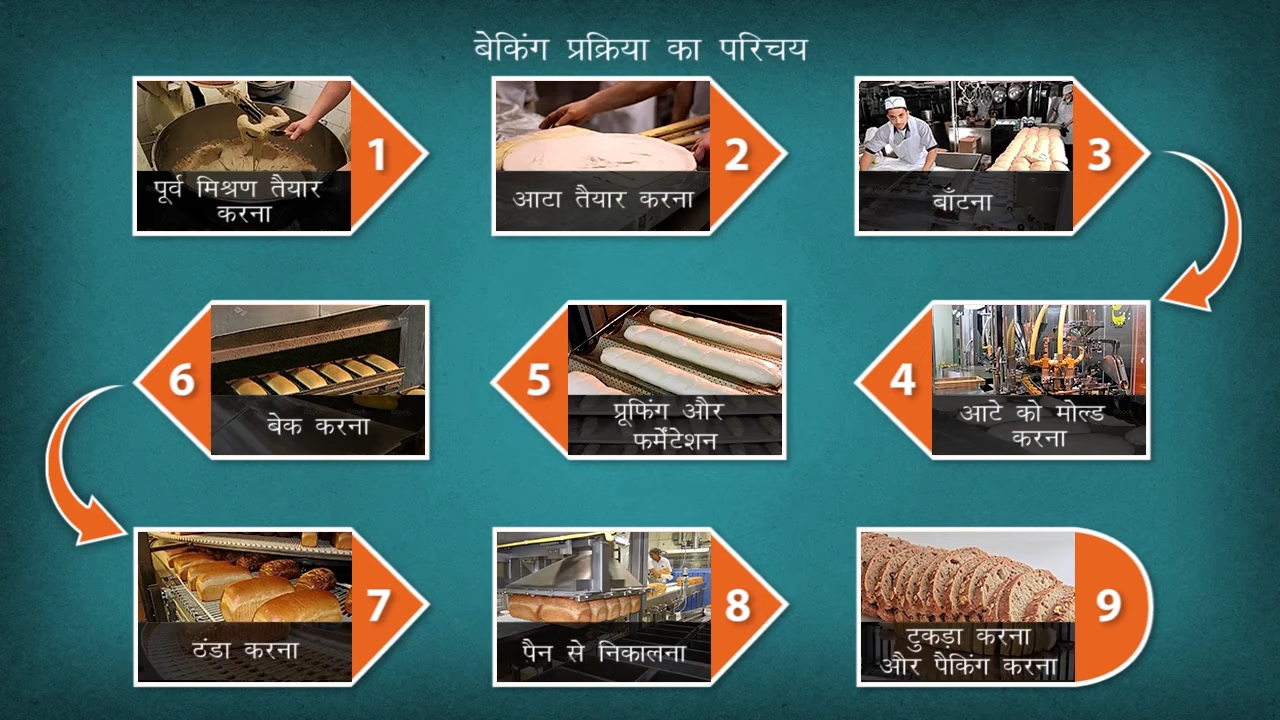 बेकिंग प्रक्रिया का परिचय
1
पूर्व मिश्रण तैयार
करना
2
आटा तैयार करना
3
बाँटना
4
आटे को मोल्ड
करना
5
प्रूफिंग और
फर्मेंटेशन
6
बेक करना
7
ठंडा करना
8
पैन से निकालना
9
टुकड़ा करना
और पैकिंग करना